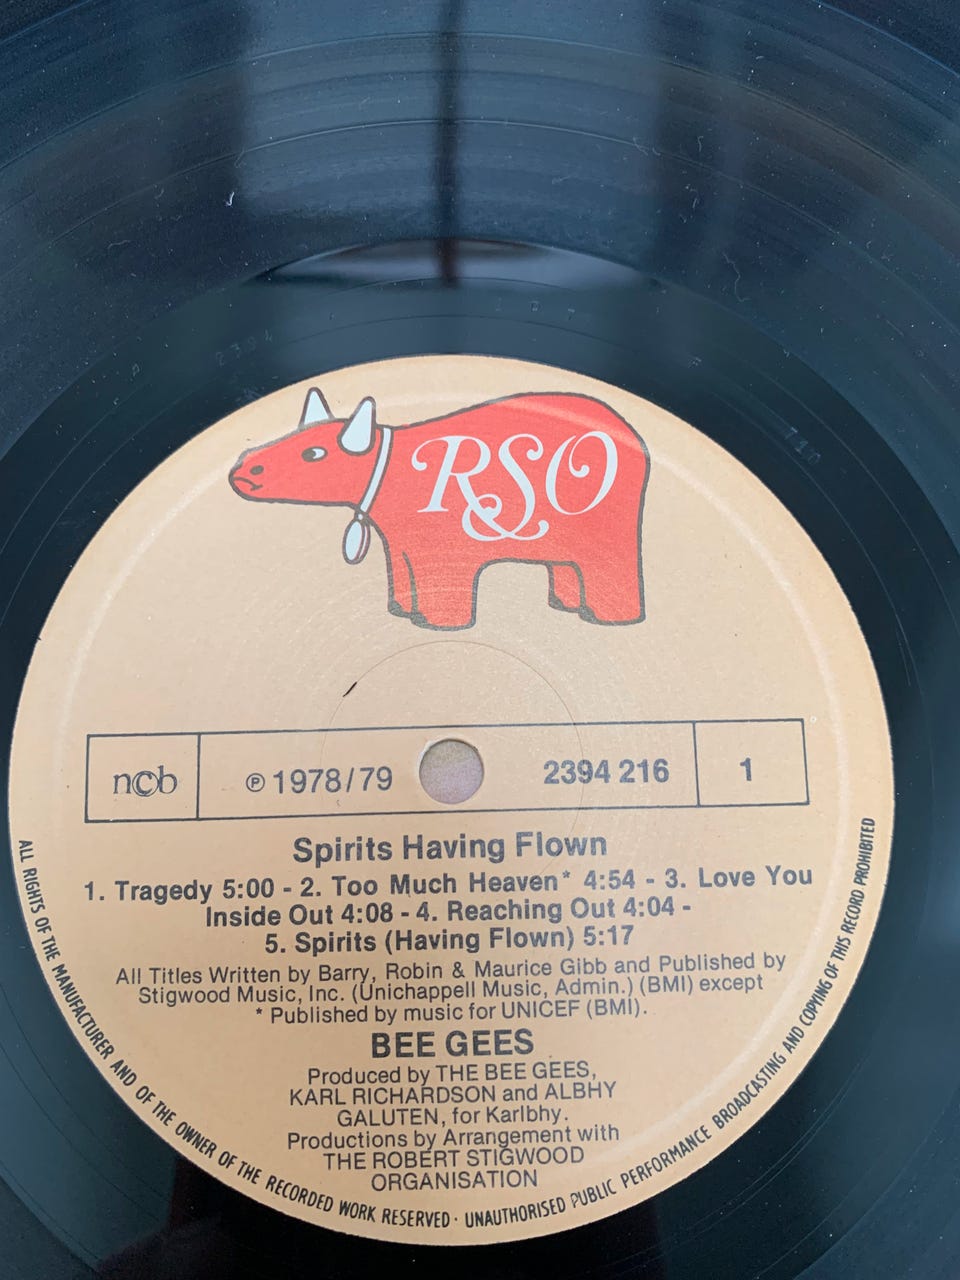 2394
740
RSO
ncb
℗ 1978/79
2394 216
1
Spirits Having Flown
1. Tragedy 5:00 - 2. Too Much Heaven* 4:54 - 3. Love You
Inside Out 4:08 - 4. Reaching Out 4:04 -
5. Spirits (Having Flown) 5:17
All Titles Written by Barry, Robin & Maurice Gibb and Published by
Stigwood Music, Inc. (Unichappell Music, Admin.) (BMI) except
* Published by music for UNICEF (BMI).
BEE GEES
Produced by THE BEE GEES,
KARL RICHARDSON and ALBHY
GALUTEN, for Karlbhy.
Productions by Arrangement with
THE ROBERT STIGWOOD
ORGANISATION
ALL RIGHTS OF THE MANUFACTURER AND OF THE OWNER OF THE RECORDED WORK RESERVED · UNAUTHORISED PUBLIC PERFORMANCE BROADCASTING AND COPYING OF THIS RECORD PROHIBITED